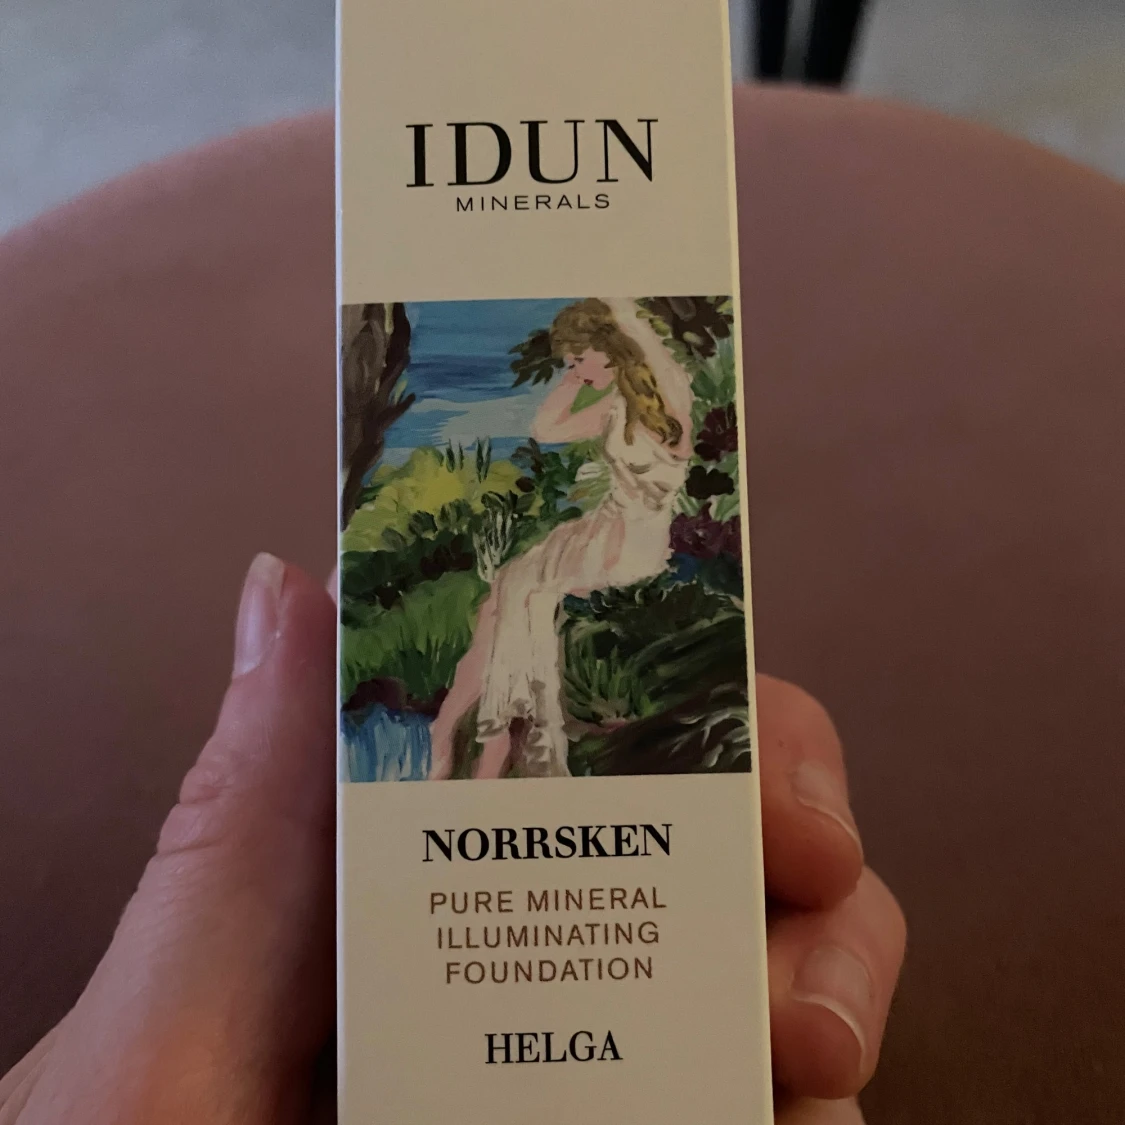 IDUN
MINERALS
NORRSKEN
PURE MINERAL
ILLUMINATING
FOUNDATION
HELGA